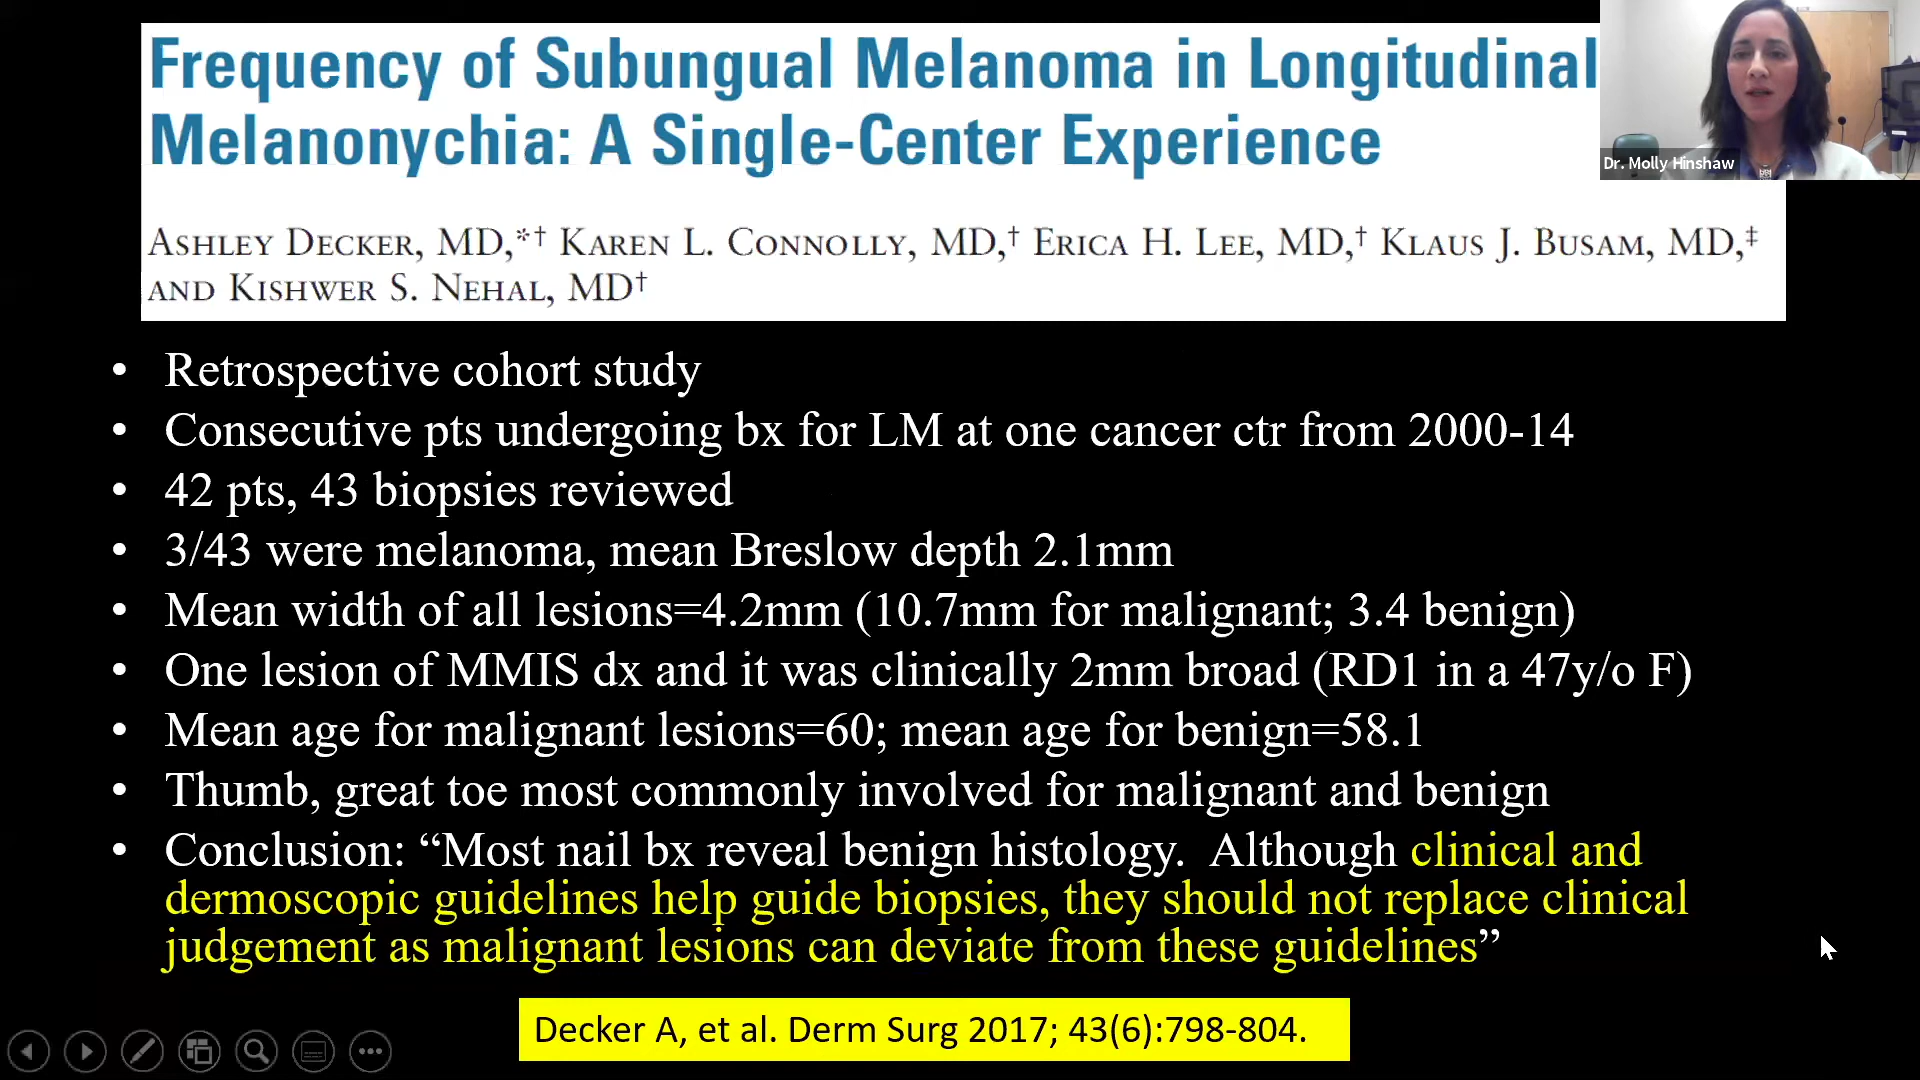 Frequency of Subungual Melanoma in Longitudinal
Melanonychia: A Single-Center Experience
Dr. Molly Hinshaw
ASHLEY DECKER, MD,*† KAREN L. CONNOLLY, MD,† ERICA H. LEE, MD,† KLAUS J. BUSAM, MD,‡
AND KISHWER S. NEHAL, MD†
• Retrospective cohort study
• Consecutive pts undergoing bx for LM at one cancer ctr from 2000-14
• 42 pts, 43 biopsies reviewed
• 3/43 were melanoma, mean Breslow depth 2.1mm
• Mean width of all lesions=4.2mm (10.7mm for malignant; 3.4 benign)
• One lesion of MMIS dx and it was clinically 2mm broad (RD1 in a 47y/o F)
• Mean age for malignant lesions=60; mean age for benign=58.1
• Thumb, great toe most commonly involved for malignant and benign
• Conclusion: “Most nail bx reveal benign histology.  Although clinical and
dermoscopic guidelines help guide biopsies, they should not replace clinical
judgement as malignant lesions can deviate from these guidelines”
Decker A, et al. Derm Surg 2017; 43(6):798-804.